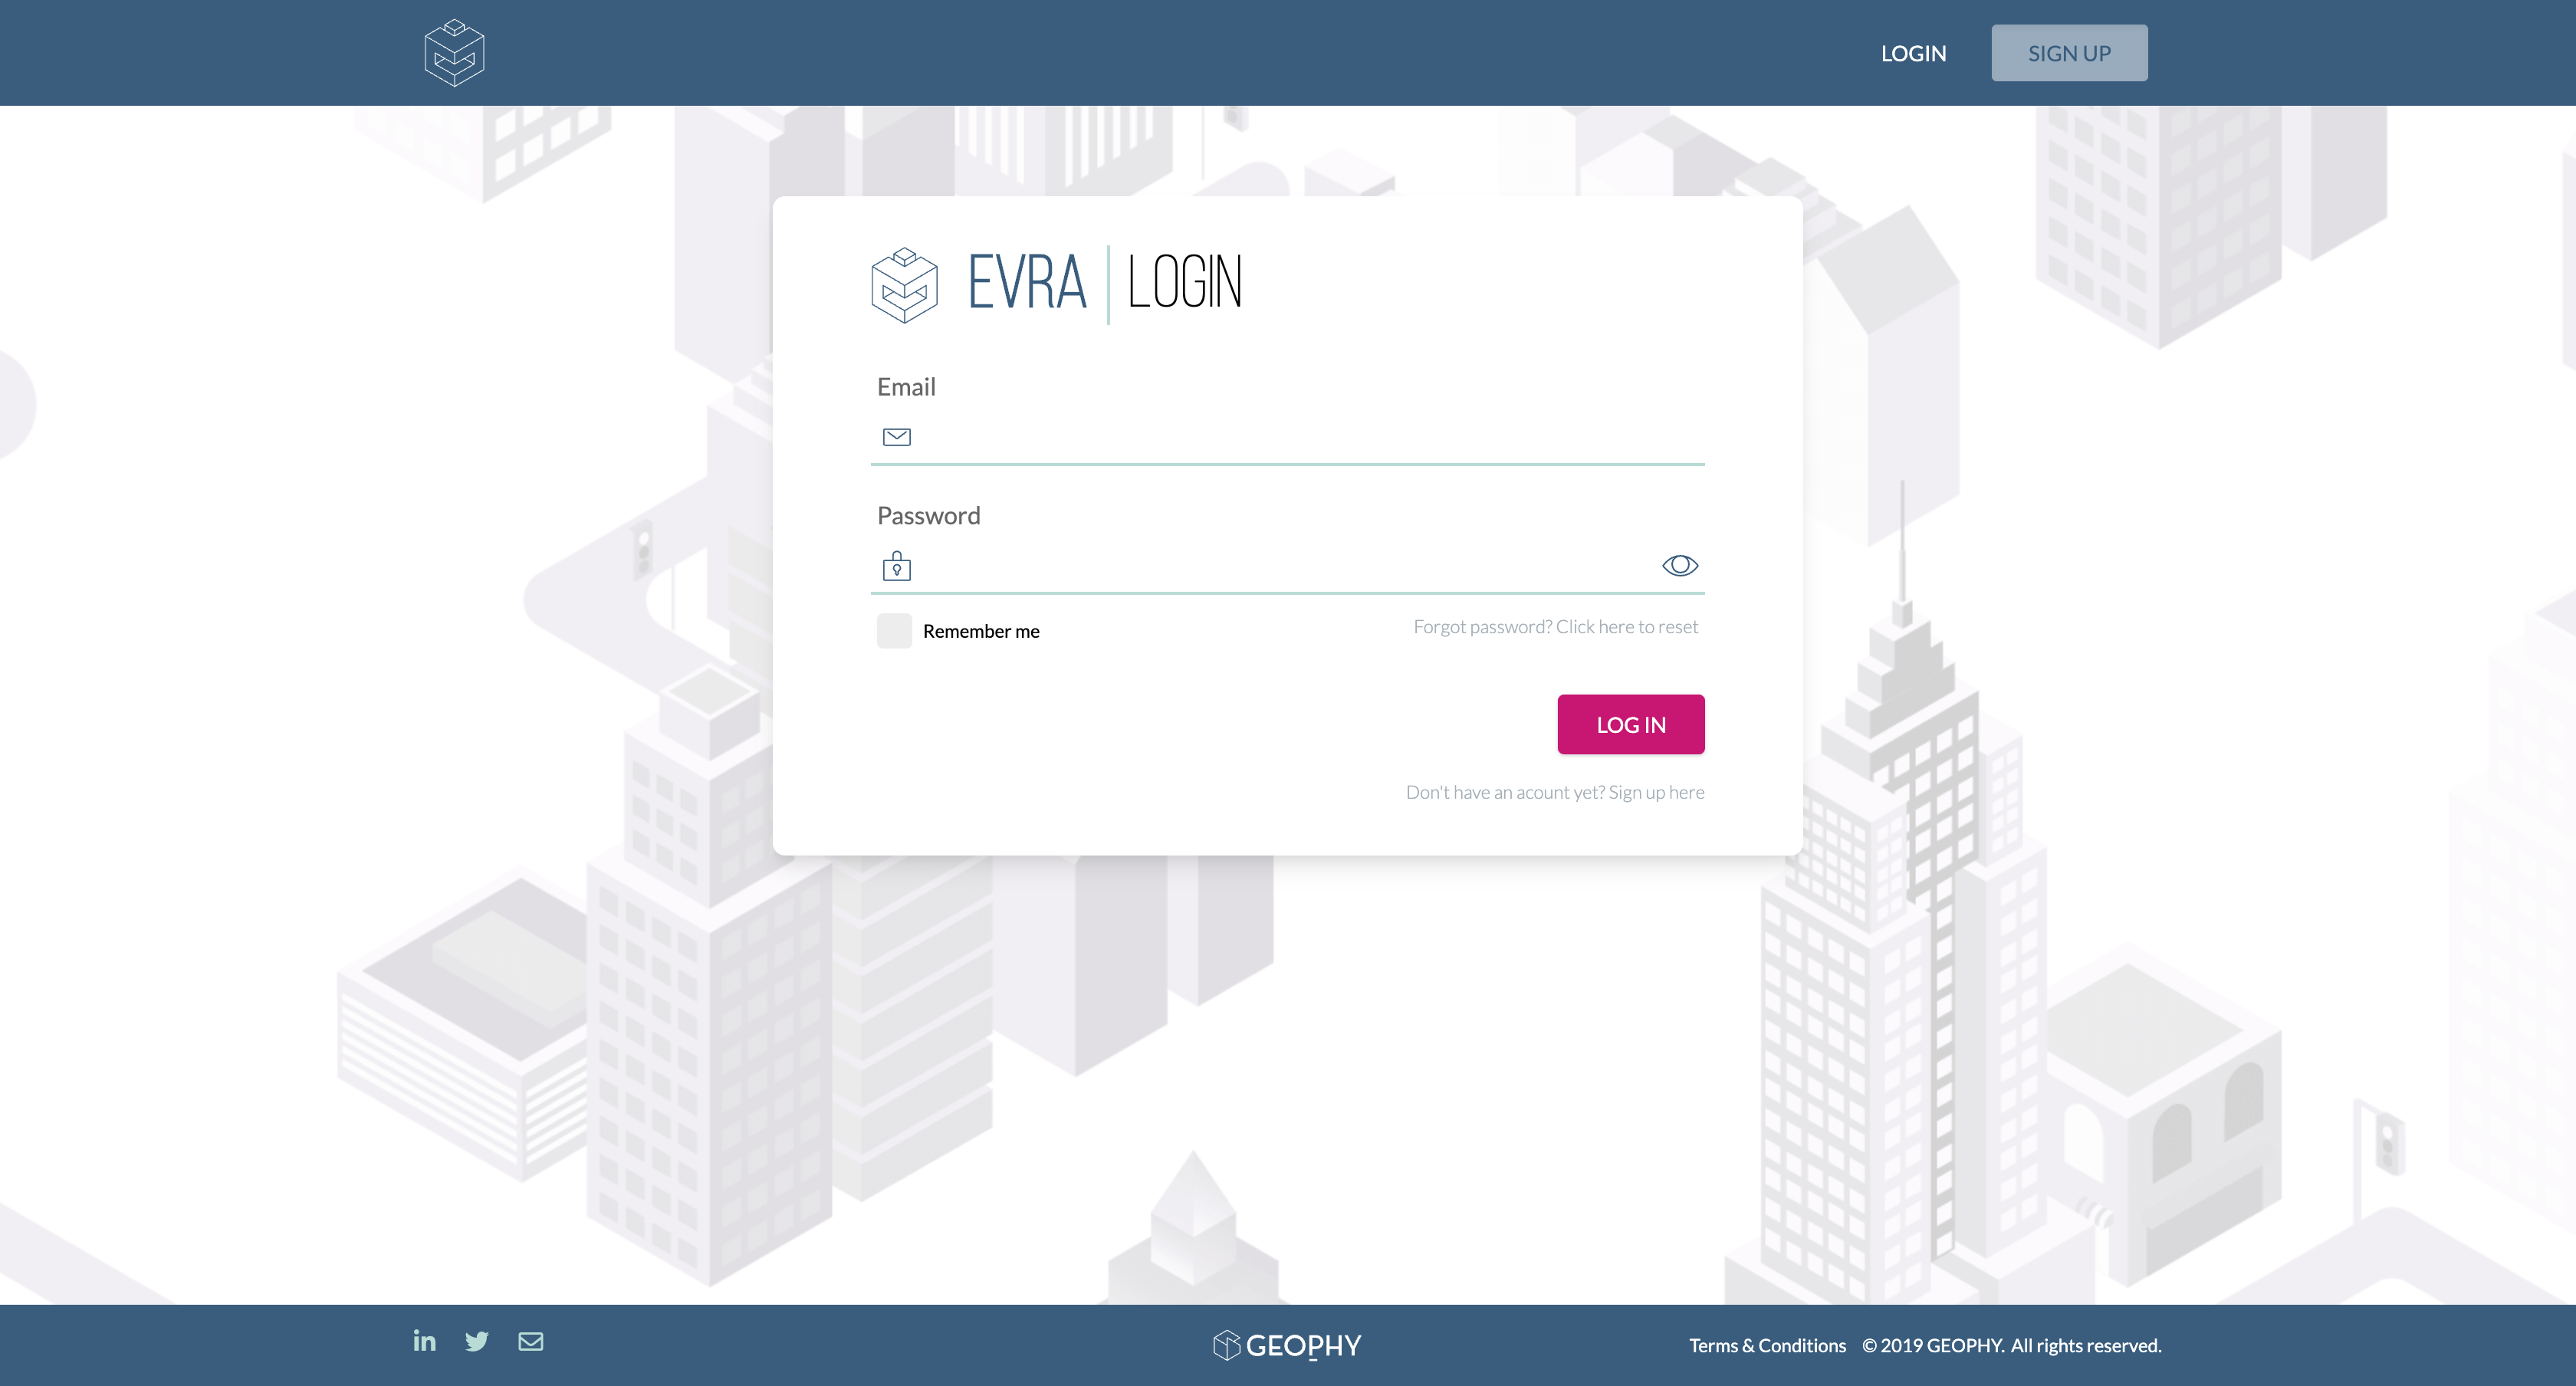 LOGIN
SIGN UP
EVRA
LOGIN
Email
Password
Remember me
Forgot password? Click here to reset
LOG IN
Don't have an acount yet? Sign up here
in
GEOPHY
Terms & Conditions © 2019 GEOPHY. All rights reserved.